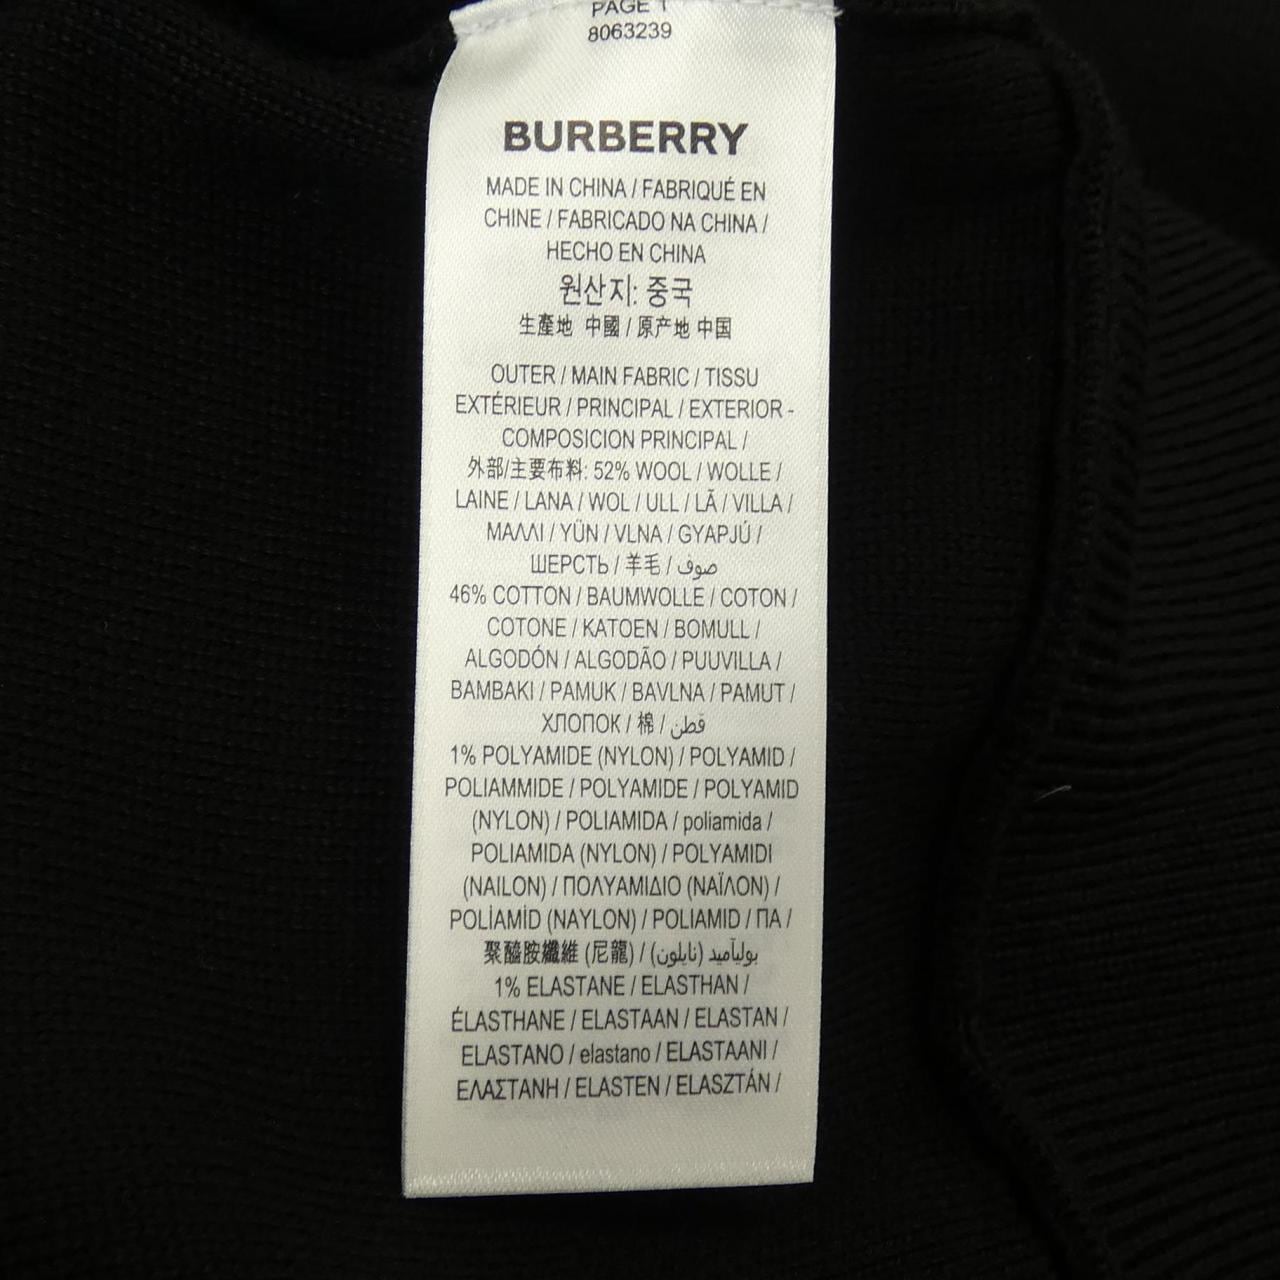 PAGE 1
8063239
BURBERRY
MADE IN CHINA / FABRIQUÉ EN
CHINE / FABRICADO NA CHINA /
HECHO EN CHINA
원산지: 중국
生產地 中國 / 原产地 中国
OUTER / MAIN FABRIC / TISSU
EXTÉRIEUR / PRINCIPAL / EXTERIOR -
COMPOSICION PRINCIPAL /
外部/主要布料: 52% WOOL / WOLLE /
LAINE / LANA / WOL / ULL / LÃ / VILLA /
ΜΑΛΛΙ / YÜN / VLNA / GYAPJÚ /
ШЕРСТЬ / 羊毛 / صوف
46% COTTON / BAUMWOLLE / COTON /
COTONE / KATOEN / BOMULL /
ALGODÓN / ALGODÃO / PUUVILLA /
BAMBAKI / PAMUK / BAVLNA / PAMUT /
ХЛОПОК / 棉 / قطن
1% POLYAMIDE (NYLON) / POLYAMID /
POLIAMMIDE / POLYAMIDE / POLYAMID
(NYLON) / POLIAMIDA / poliamida /
POLIAMIDA (NYLON) / POLYAMIDI
(NAILON) / ΠΟΛΥΑΜΙΔΙΟ (ΝΑΪΛΟΝ) /
POLİAMİD (NAYLON) / POLIAMID / ПА /
聚醯胺纖維 (尼龍) / بولیآمید (نایلون)
1% ELASTANE / ELASTHAN /
ÉLASTHANE / ELASTAAN / ELASTAN /
ELASTANO / elastano / ELASTAANI /
ΕΛΑΣΤΑΝΗ / ELASTEN / ELASZTÁN /